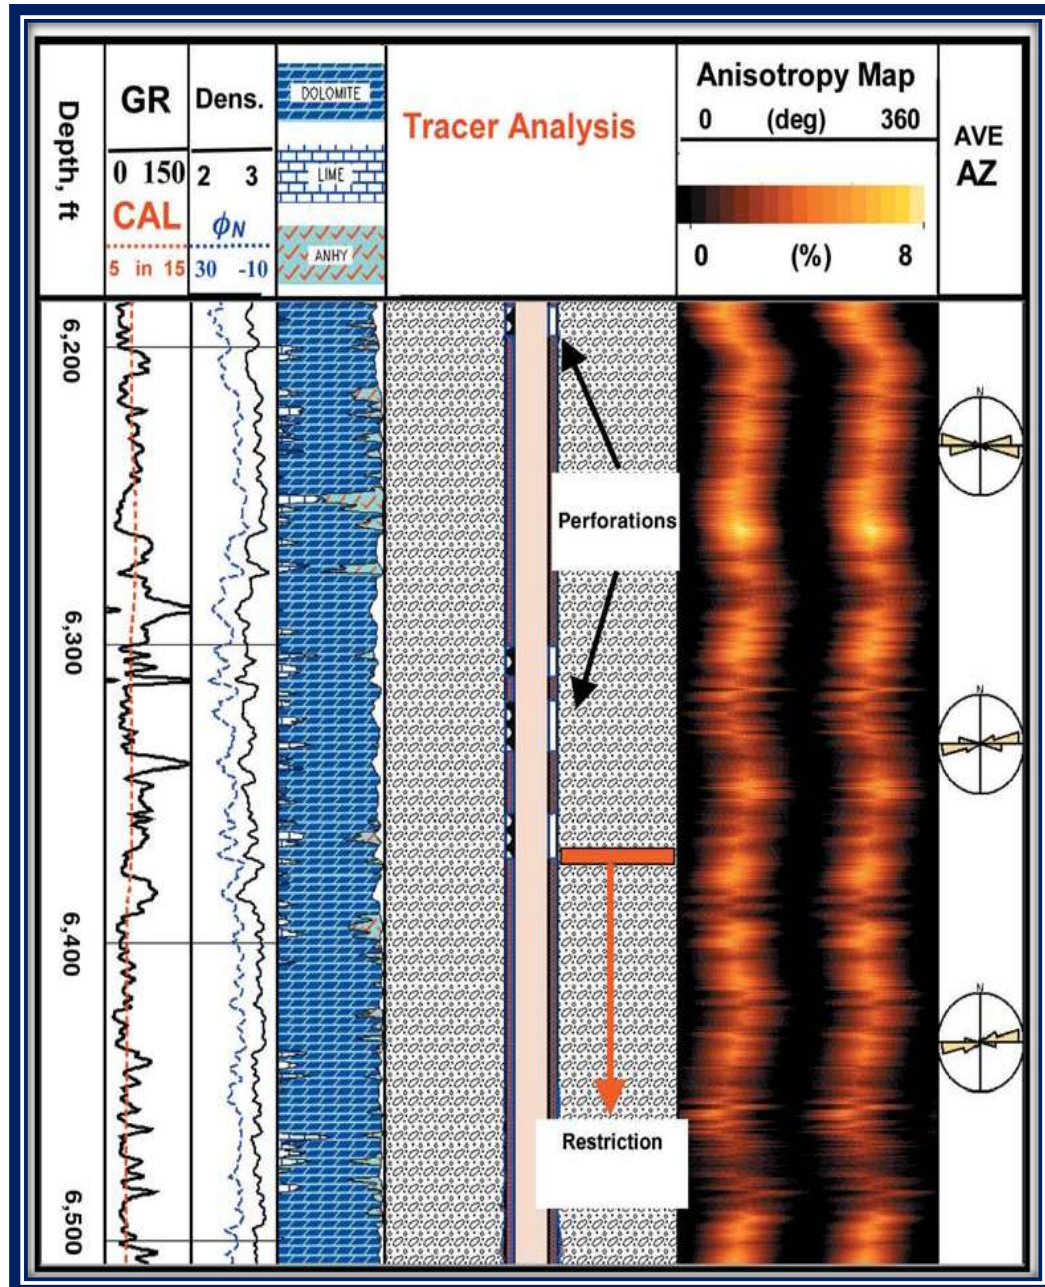 Depth, ft
GR
0 150
CAL
5 in 15
Dens.
2 3
ϕN
30 -10
DOLOMITE
LIME
ANHY
Tracer Analysis
Anisotropy Map
0 (deg) 360
0 (%) 8
AVE
AZ
6,200
6,300
6,400
6,500
Perforations
Restriction
N
N
N